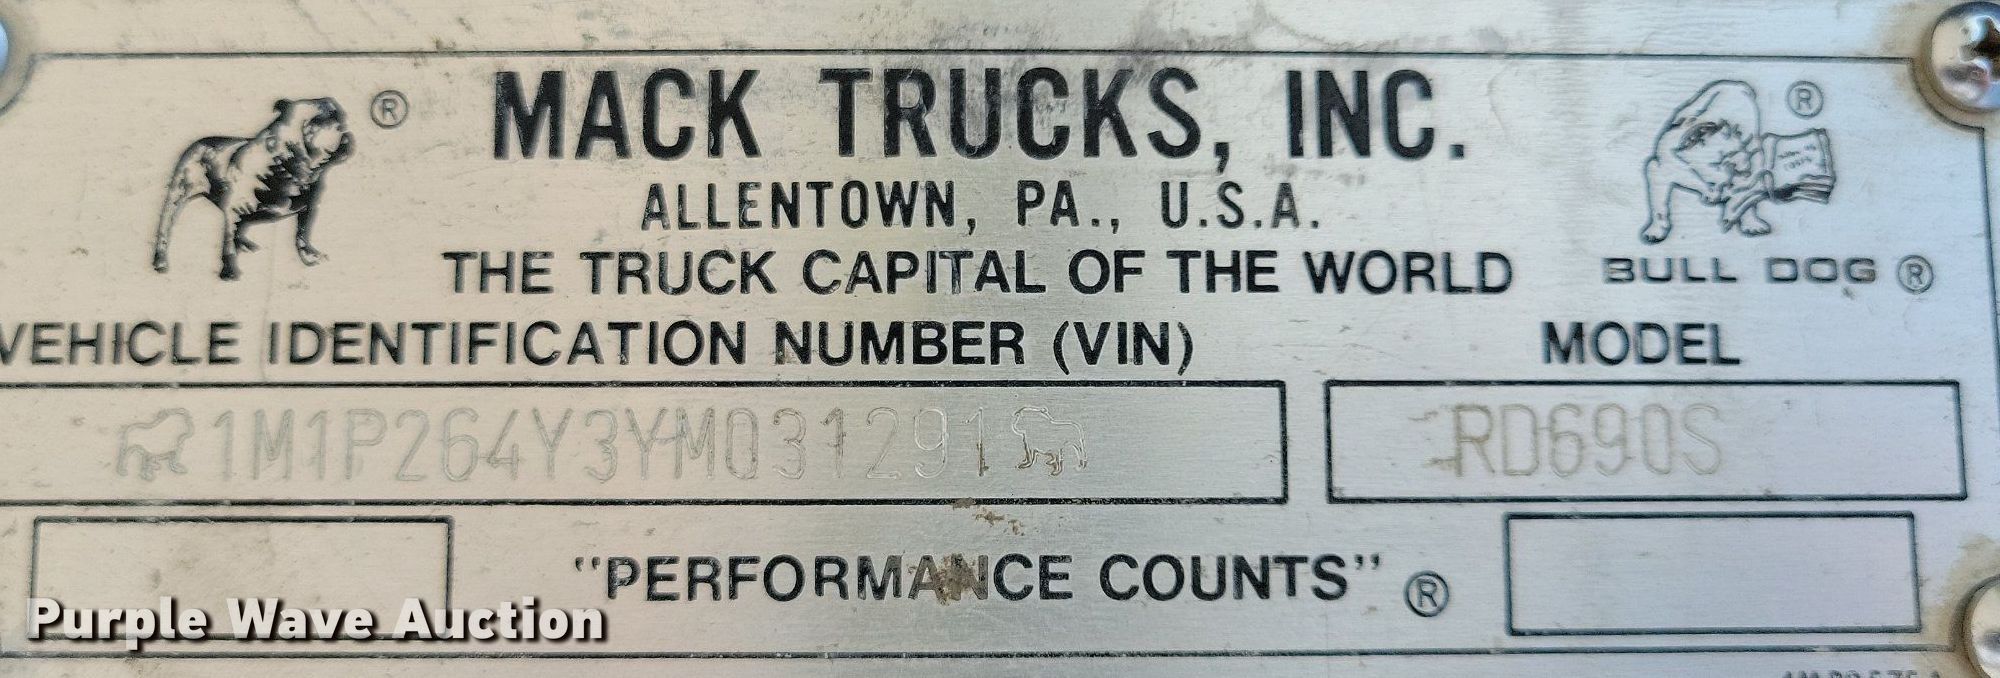 ® MACK TRUCKS, INC. ®
ALLENTOWN, PA., U.S.A.
THE TRUCK CAPITAL OF THE WORLD BULL DOG ®
VEHICLE IDENTIFICATION NUMBER (VIN) MODEL
1M1P264Y3YM031291 RD690S
"PERFORMANCE COUNTS" ®
Purple Wave Auction